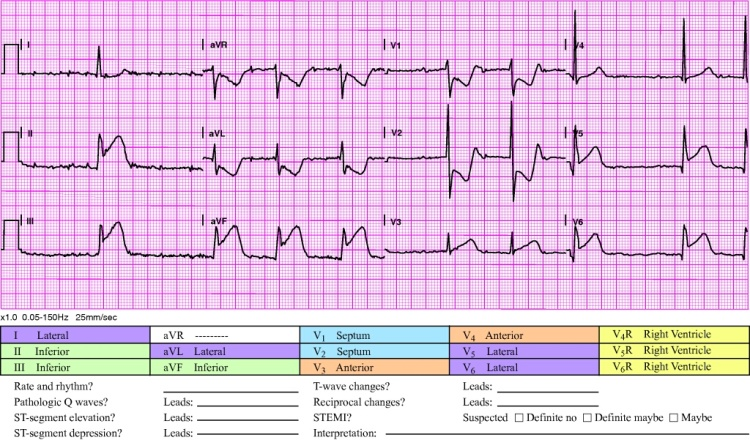 I aVR V1 V4
II aVL V2 V5
III aVF V3 V6
x1.0 0.05-150Hz 25mm/sec
I Lateral aVR --------- V1 Septum V4 Anterior V4R Right Ventricle
II Inferior aVL Lateral V2 Septum V5 Lateral V5R Right Ventricle
III Inferior aVF Inferior V3 Anterior V6 Lateral V6R Right Ventricle
Rate and rhythm? T-wave changes? Leads:
Pathologic Q waves? Leads: Reciprocal changes? Leads:
ST-segment elevation? Leads: STEMI? Suspected □ Definite no □ Definite maybe □ Maybe
ST-segment depression? Leads: Interpretation: